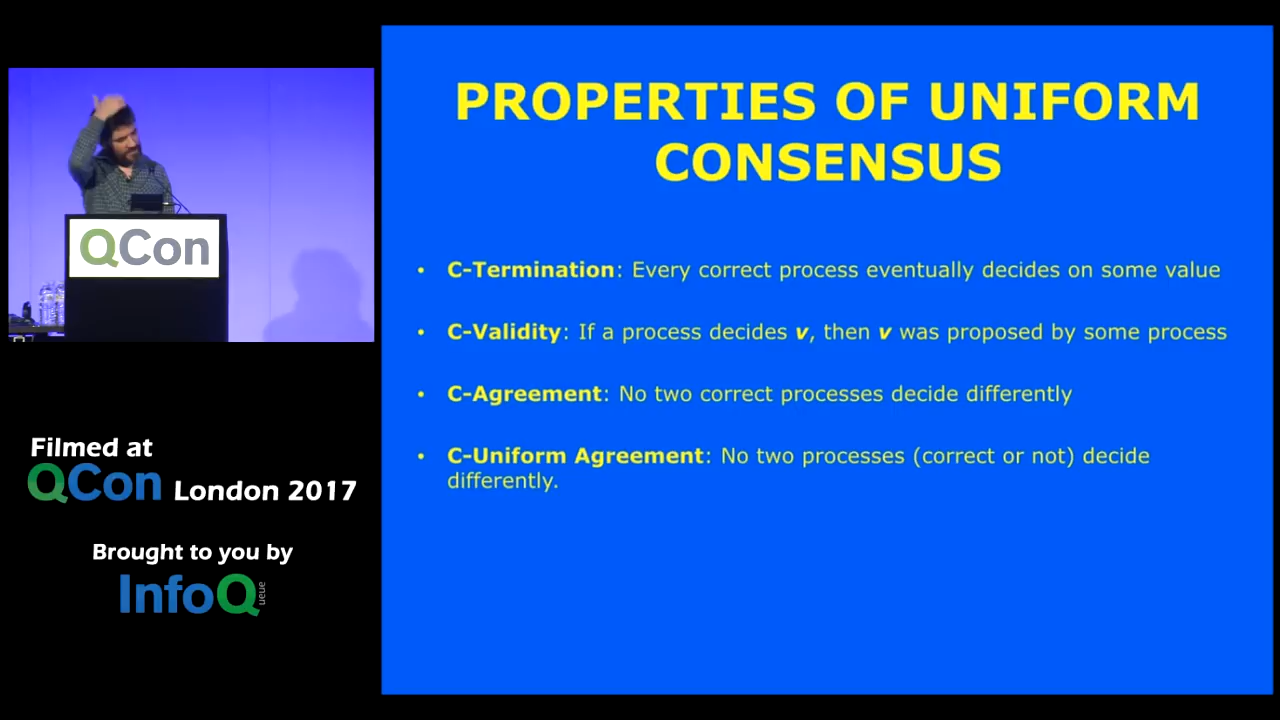 QCon
Filmed at
QCon London 2017
Brought to you by
InfoQ
ueue
PROPERTIES OF UNIFORM
CONSENSUS
• C-Termination: Every correct process eventually decides on some value
• C-Validity: If a process decides v, then v was proposed by some process
• C-Agreement: No two correct processes decide differently
• C-Uniform Agreement: No two processes (correct or not) decide
differently.